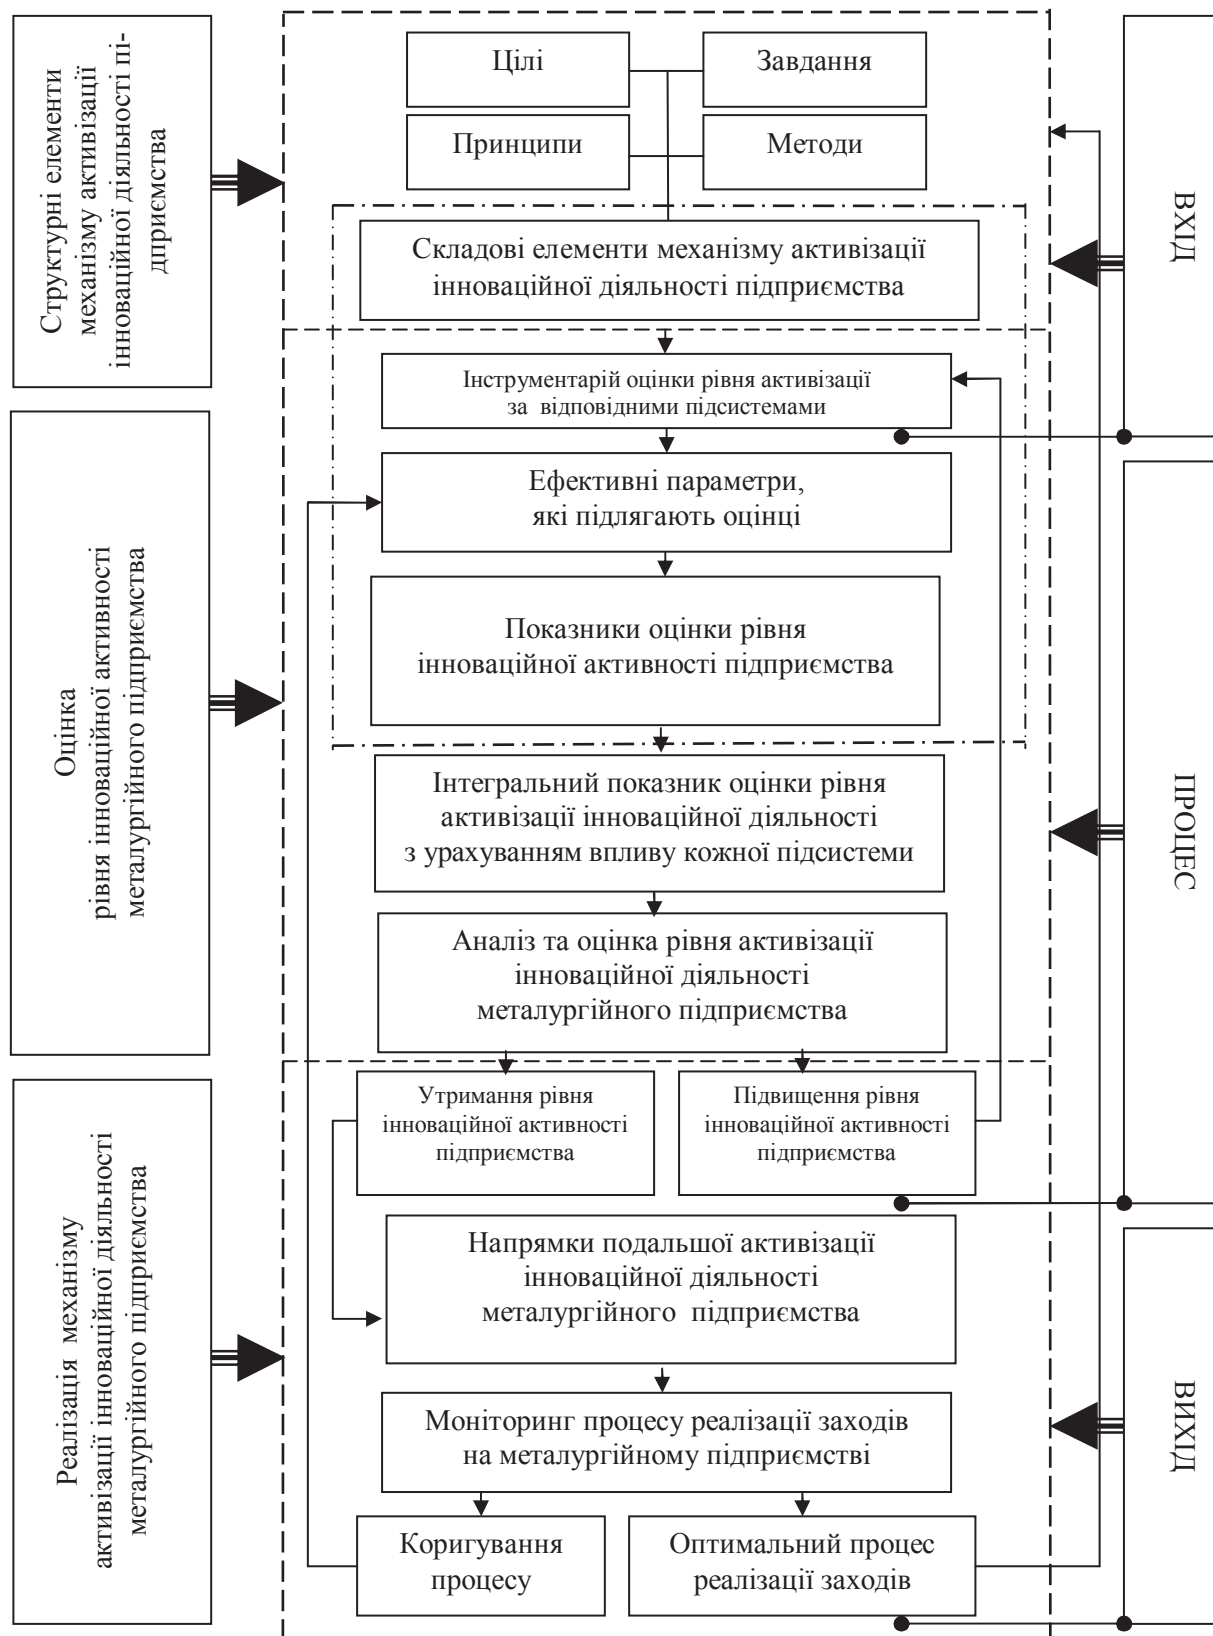 Структурні елементи
механізму активізації
інноваційної діяльності пі-
дприємства
Цілі
Завдання
Принципи
Методи
Складові елементи механізму активізації
інноваційної діяльності підприємства
ВХІД
Інструментарій оцінки рівня активізації
за відповідними підсистемами
Оцінка
рівня інноваційної активності
металургійного підприємства
Ефективні параметри,
які підлягають оцінці
Показники оцінки рівня
інноваційної активності підприємства
Інтегральний показник оцінки рівня
активізації інноваційної діяльності
з урахуванням впливу кожної підсистеми
ПРОЦЕС
Аналіз та оцінка рівня активізації
інноваційної діяльності
металургійного підприємства
Утримання рівня
інноваційної активності
підприємства
Підвищення рівня
інноваційної активності
підприємства
Реалізація механізму
активізації інноваційної діяльності
металургійного підприємства
Напрямки подальшої активізації
інноваційної діяльності
металургійного підприємства
Моніторинг процесу реалізації заходів
на металургійному підприємстві
ВИХІД
Коригування
процесу
Оптимальний процес
реалізації заходів